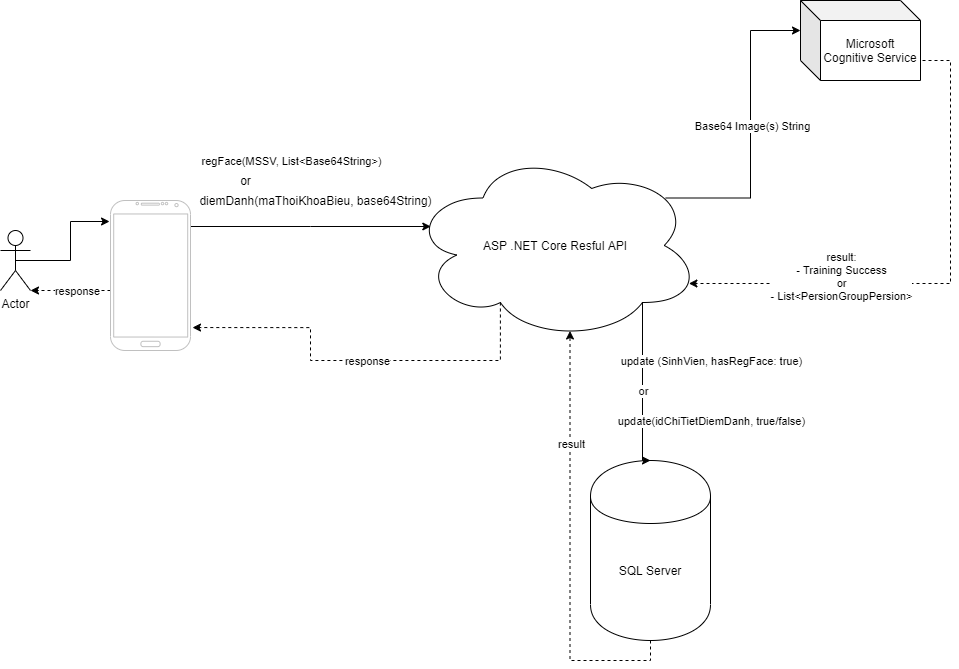 Microsoft
Cognitive Service
Base64 Image(s) String
regFace(MSSV, List<Base64String>)
or
diemDanh(maThoiKhoaBieu, base64String)
ASP .NET Core Resful API
result:
- Training Success
or
- List<PersionGroupPersion>
response
Actor
response
update (SinhVien, hasRegFace: true)
or
update(idChiTietDiemDanh, true/false)
result
SQL Server